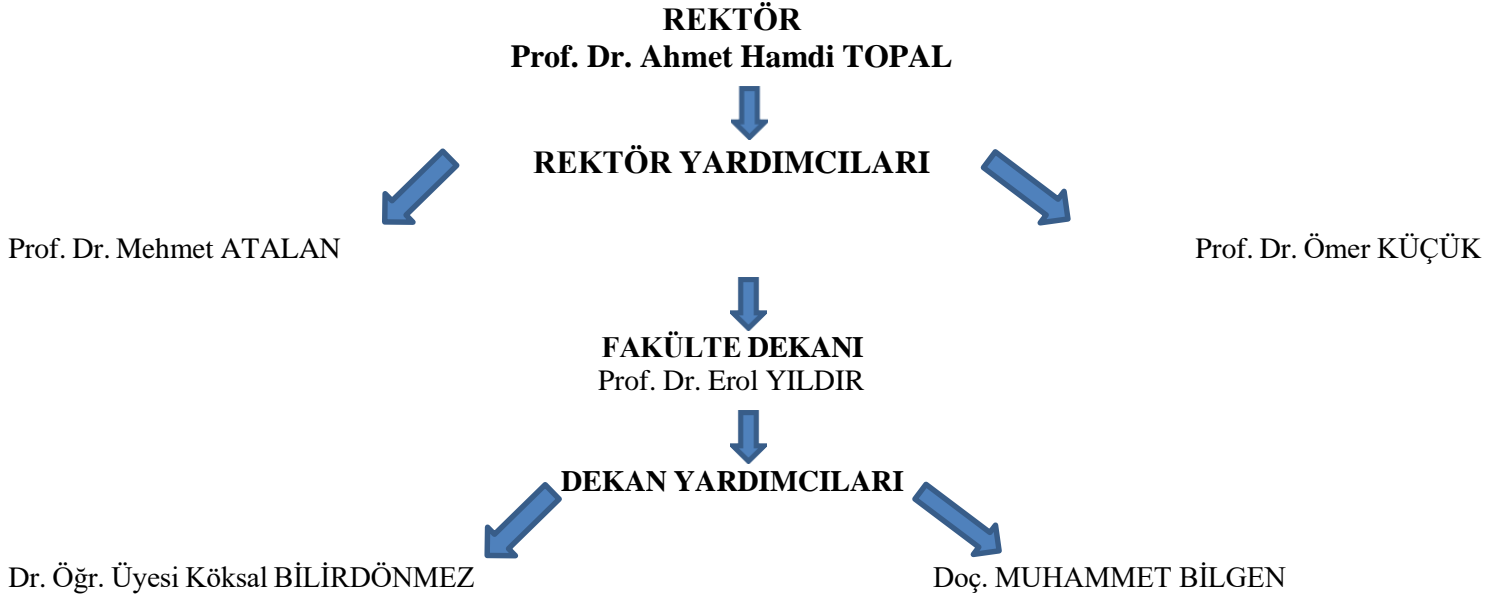 REKTÖR
Prof. Dr. Ahmet Hamdi TOPAL
REKTÖR YARDIMCILARI
Prof. Dr. Mehmet ATALAN
Prof. Dr. Ömer KÜÇÜK
FAKÜLTE DEKANI
Prof. Dr. Erol YILDIR
DEKAN YARDIMCILARI
Dr. Öğr. Üyesi Köksal BİLİRDÖNMEZ
Doç. MUHAMMET BİLGEN